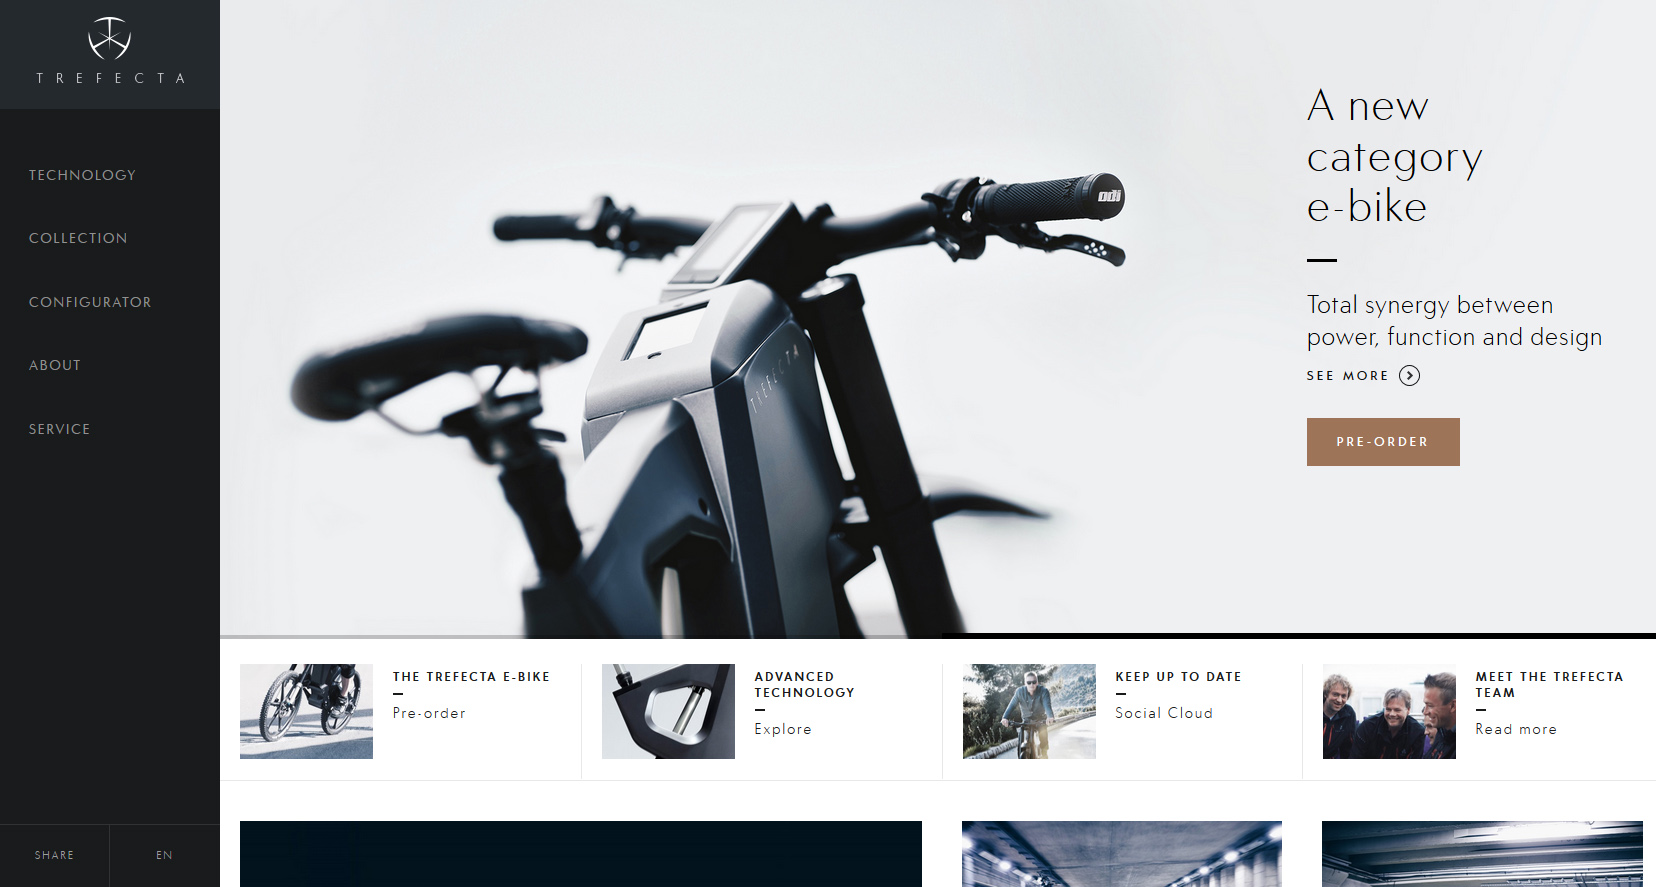 TREFECTA
TECHNOLOGY
COLLECTION
CONFIGURATOR
ABOUT
SERVICE
SHARE
EN
odi
TREFECTA
A new
category
e-bike
Total synergy between
power, function and design
SEE MORE
PRE-ORDER
THE TREFECTA E-BIKE
Pre-order
ADVANCED
TECHNOLOGY
Explore
KEEP UP TO DATE
Social Cloud
MEET THE TREFECTA
TEAM
Read more